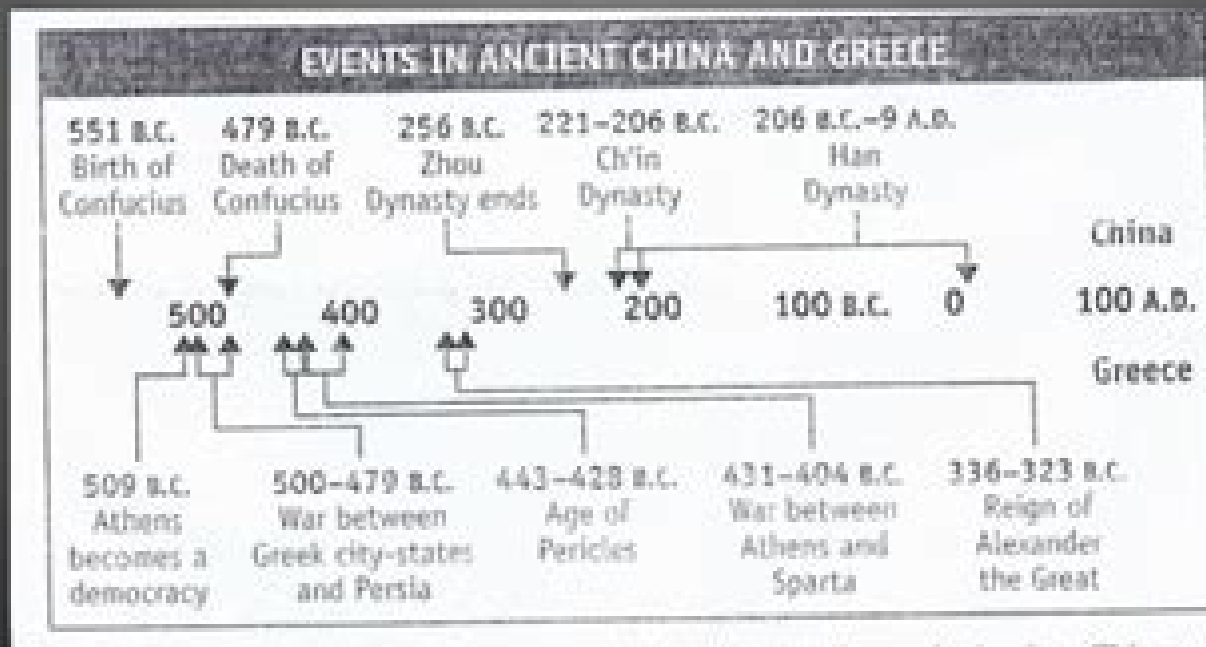 EVENTS IN ANCIENT CHINA AND GREECE
551 B.C.
Birth of
Confucius
479 B.C.
Death of
Confucius
256 B.C.
Zhou
Dynasty ends
221–206 B.C.
Ch'in
Dynasty
206 B.C.–9 A.D.
Han
Dynasty
China
500 400 300 200 100 B.C. 0 100 A.D.
Greece
509 B.C.
Athens
becomes a
democracy
500–479 B.C.
War between
Greek city-states
and Persia
443–428 B.C.
Age of
Pericles
431–404 B.C.
War between
Athens and
Sparta
336–323 B.C.
Reign of
Alexander
the Great